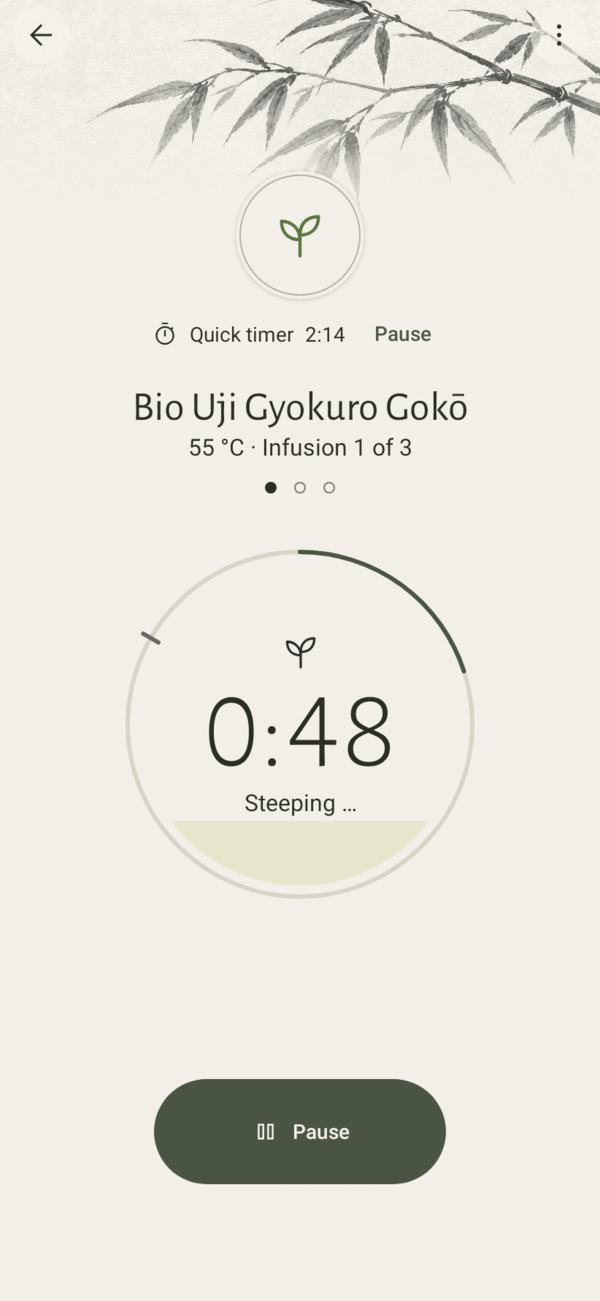 Quick timer 2:14 Pause
Bio Uji Gyokuro Gokō
55 °C · Infusion 1 of 3
0:48
Steeping ...
Pause